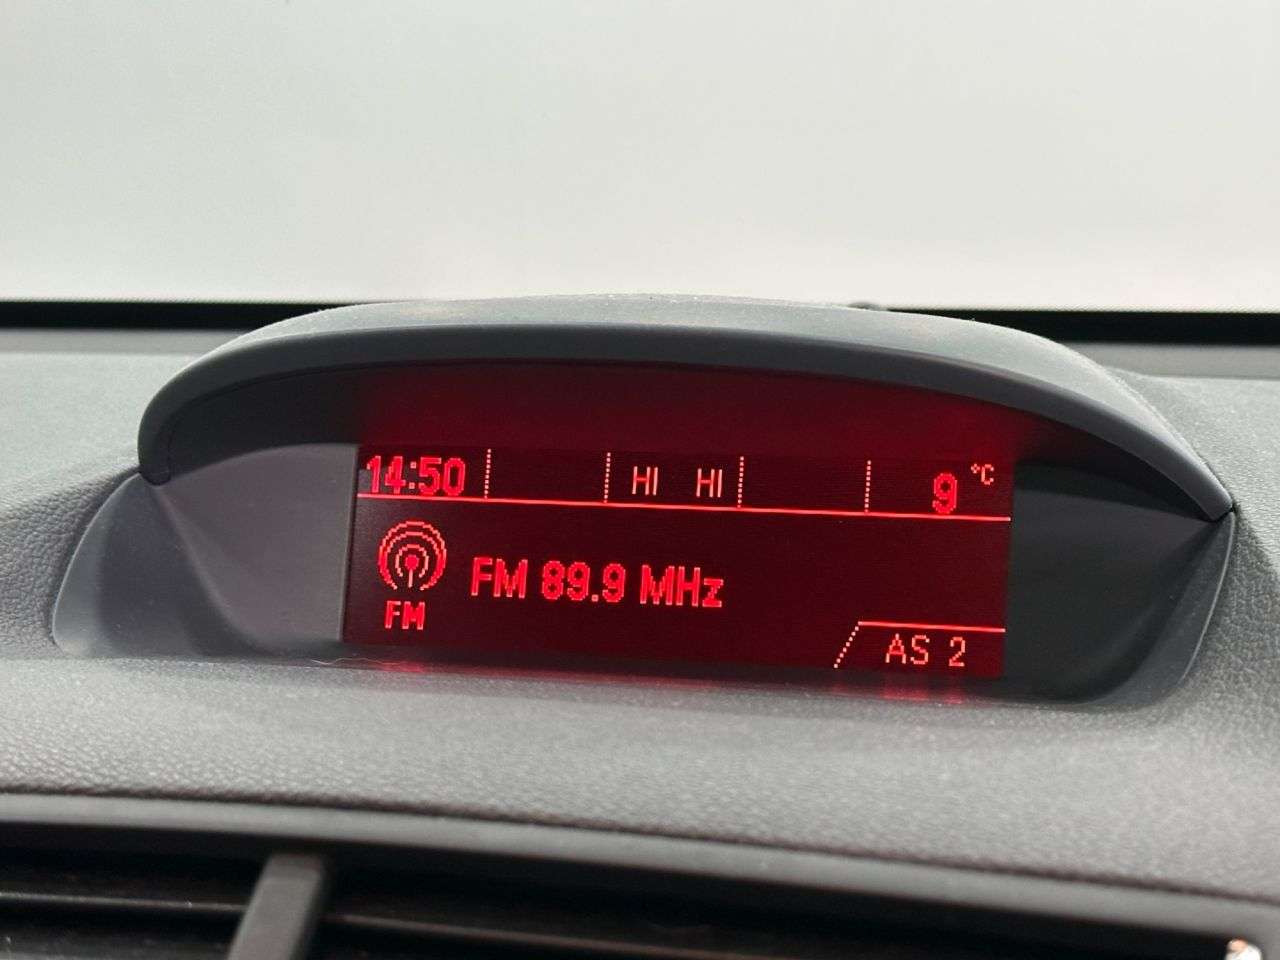 14:50 HI HI 9 °C
FM 89.9 MHz
FM
AS 2